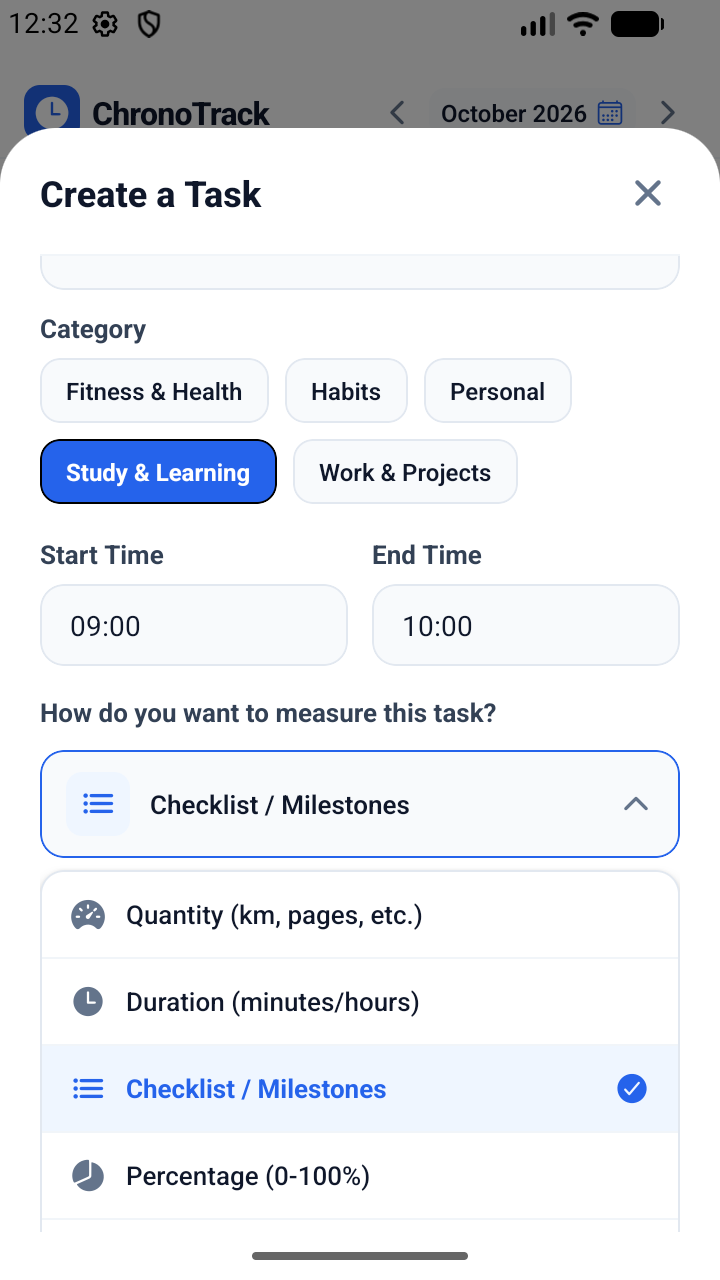 12:32
ChronoTrack
October 2026
Create a Task
Category
Fitness & Health
Habits
Personal
Study & Learning
Work & Projects
Start Time
End Time
09:00
10:00
How do you want to measure this task?
Checklist / Milestones
Quantity (km, pages, etc.)
Duration (minutes/hours)
Checklist / Milestones
Percentage (0-100%)